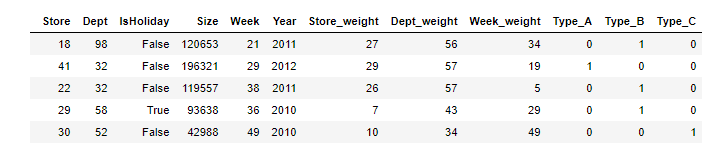 Store Dept IsHoliday Size Week Year Store_weight Dept_weight Week_weight Type_A Type_B Type_C
18 98 False 120653 21 2011 27 56 34 0 1 0
41 32 False 196321 29 2012 29 57 19 1 0 0
22 32 False 119557 38 2011 26 57 5 0 1 0
29 58 True 93638 36 2010 7 43 29 0 1 0
30 52 False 42988 49 2010 10 34 49 0 0 1